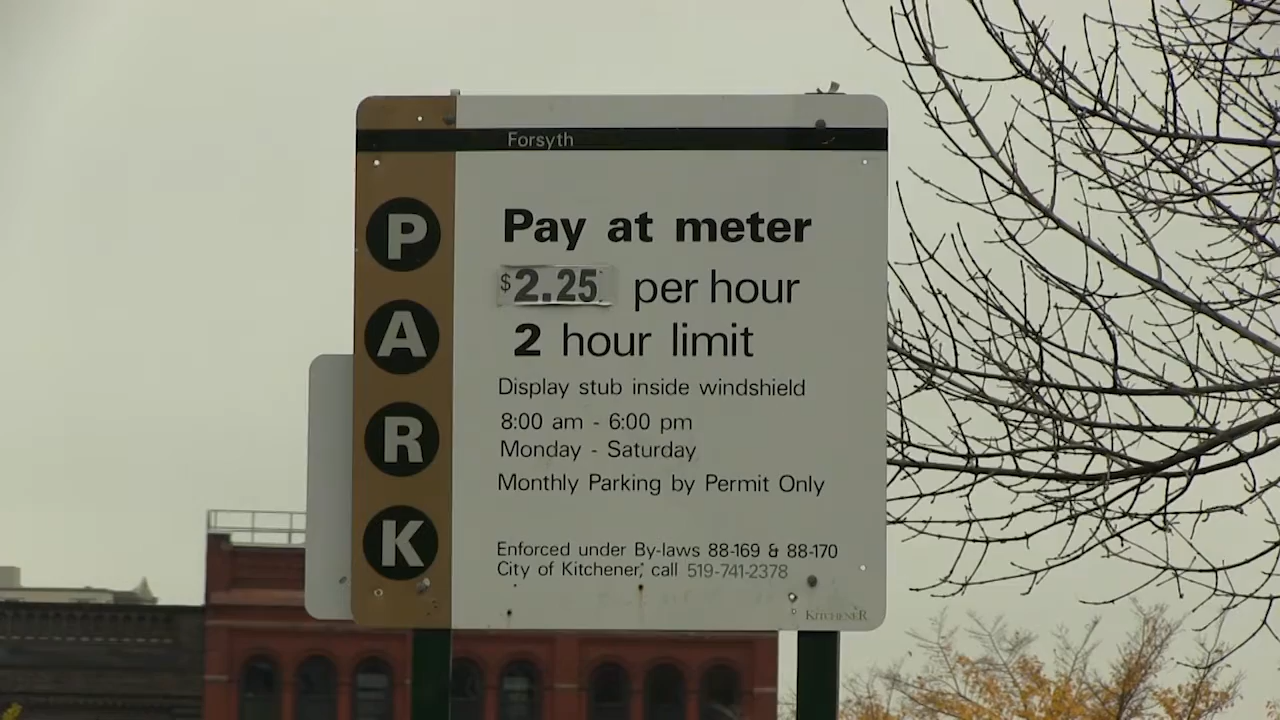 Forsyth
P
A
R
K
Pay at meter
$2.25 per hour
2 hour limit
Display stub inside windshield
8:00 am - 6:00 pm
Monday - Saturday
Monthly Parking by Permit Only
Enforced under By-laws 88-169 & 88-170
City of Kitchener, call 519-741-2378
KITCHENER